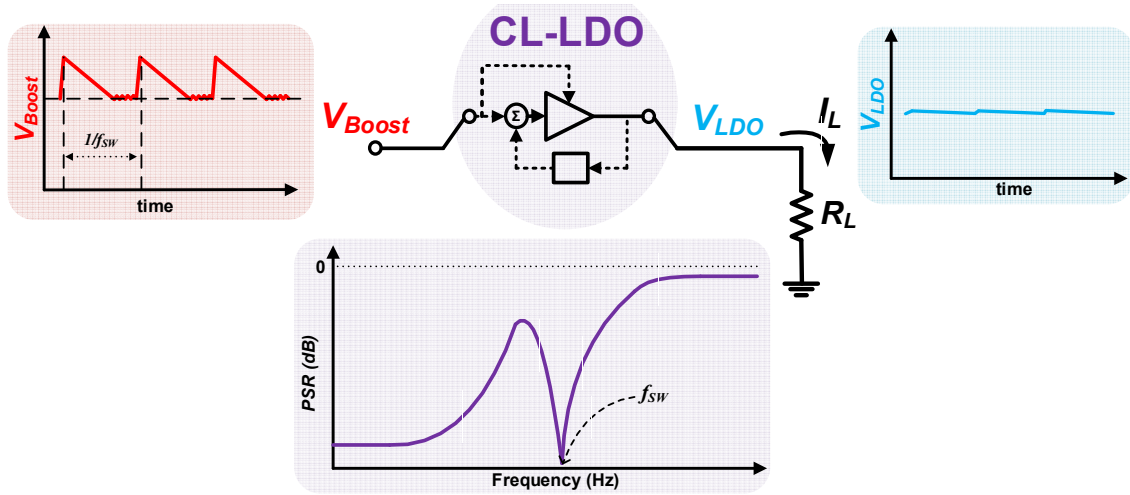 CL-LDO
V_Boost
1/f_SW
time
V_Boost
Σ
V_LDO
I_L
R_L
V_LDO
time
0
PSR (dB)
f_SW
Frequency (Hz)